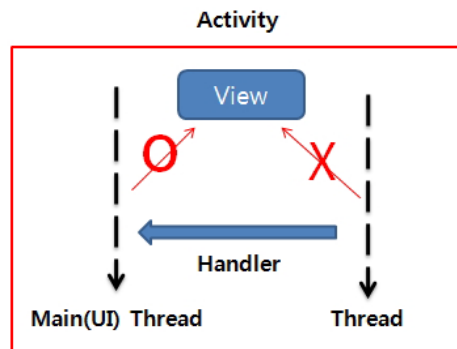 Activity
View
O
X
Handler
Main(UI) Thread
Thread